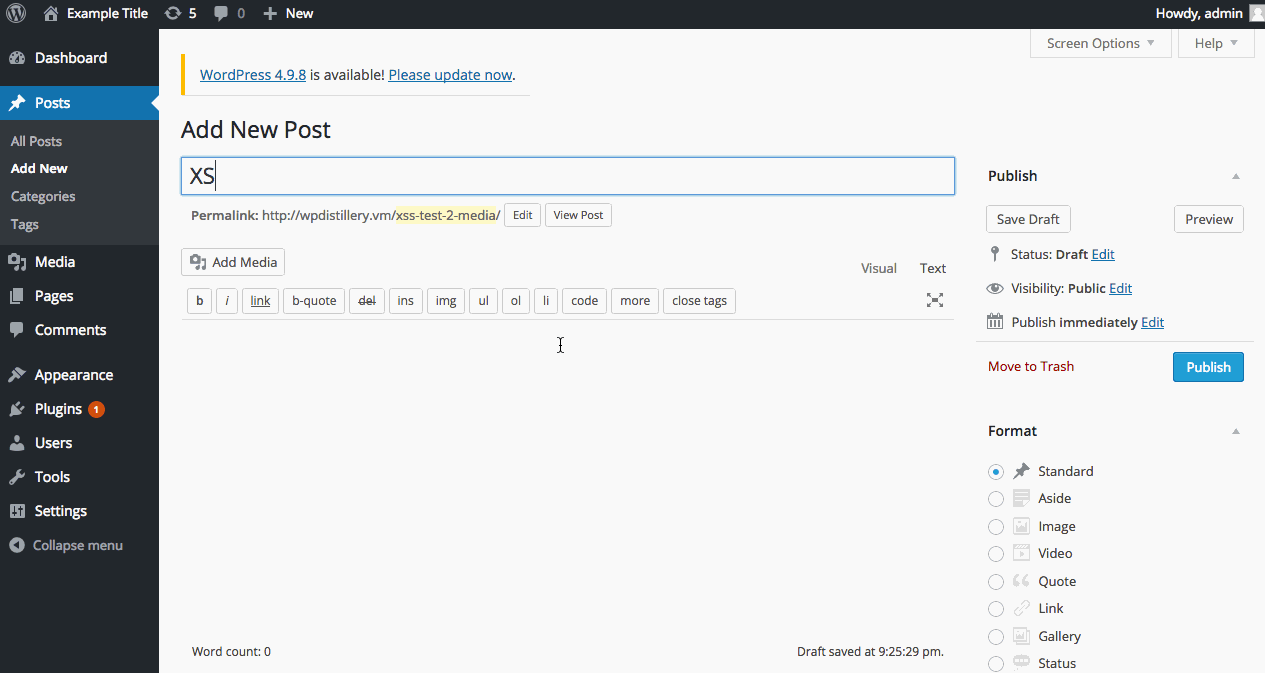 Example Title 5 0 New Howdy, admin
Screen Options Help
Dashboard
Posts
All Posts
Add New
Categories
Tags
Media
Pages
Comments
Appearance
Plugins 1
Users
Tools
Settings
Collapse menu
WordPress 4.9.8 is available! Please update now.
Add New Post
XS
Permalink: http://wpdistillery.vm/xss-test-2-media/ Edit View Post
Add Media
Visual Text
b i link b-quote del ins img ul ol li code more close tags
Word count: 0 Draft saved at 9:25:29 pm.
Publish
Save Draft Preview
Status: Draft Edit
Visibility: Public Edit
Publish immediately Edit
Move to Trash Publish
Format
Standard
Aside
Image
Video
Quote
Link
Gallery
Status